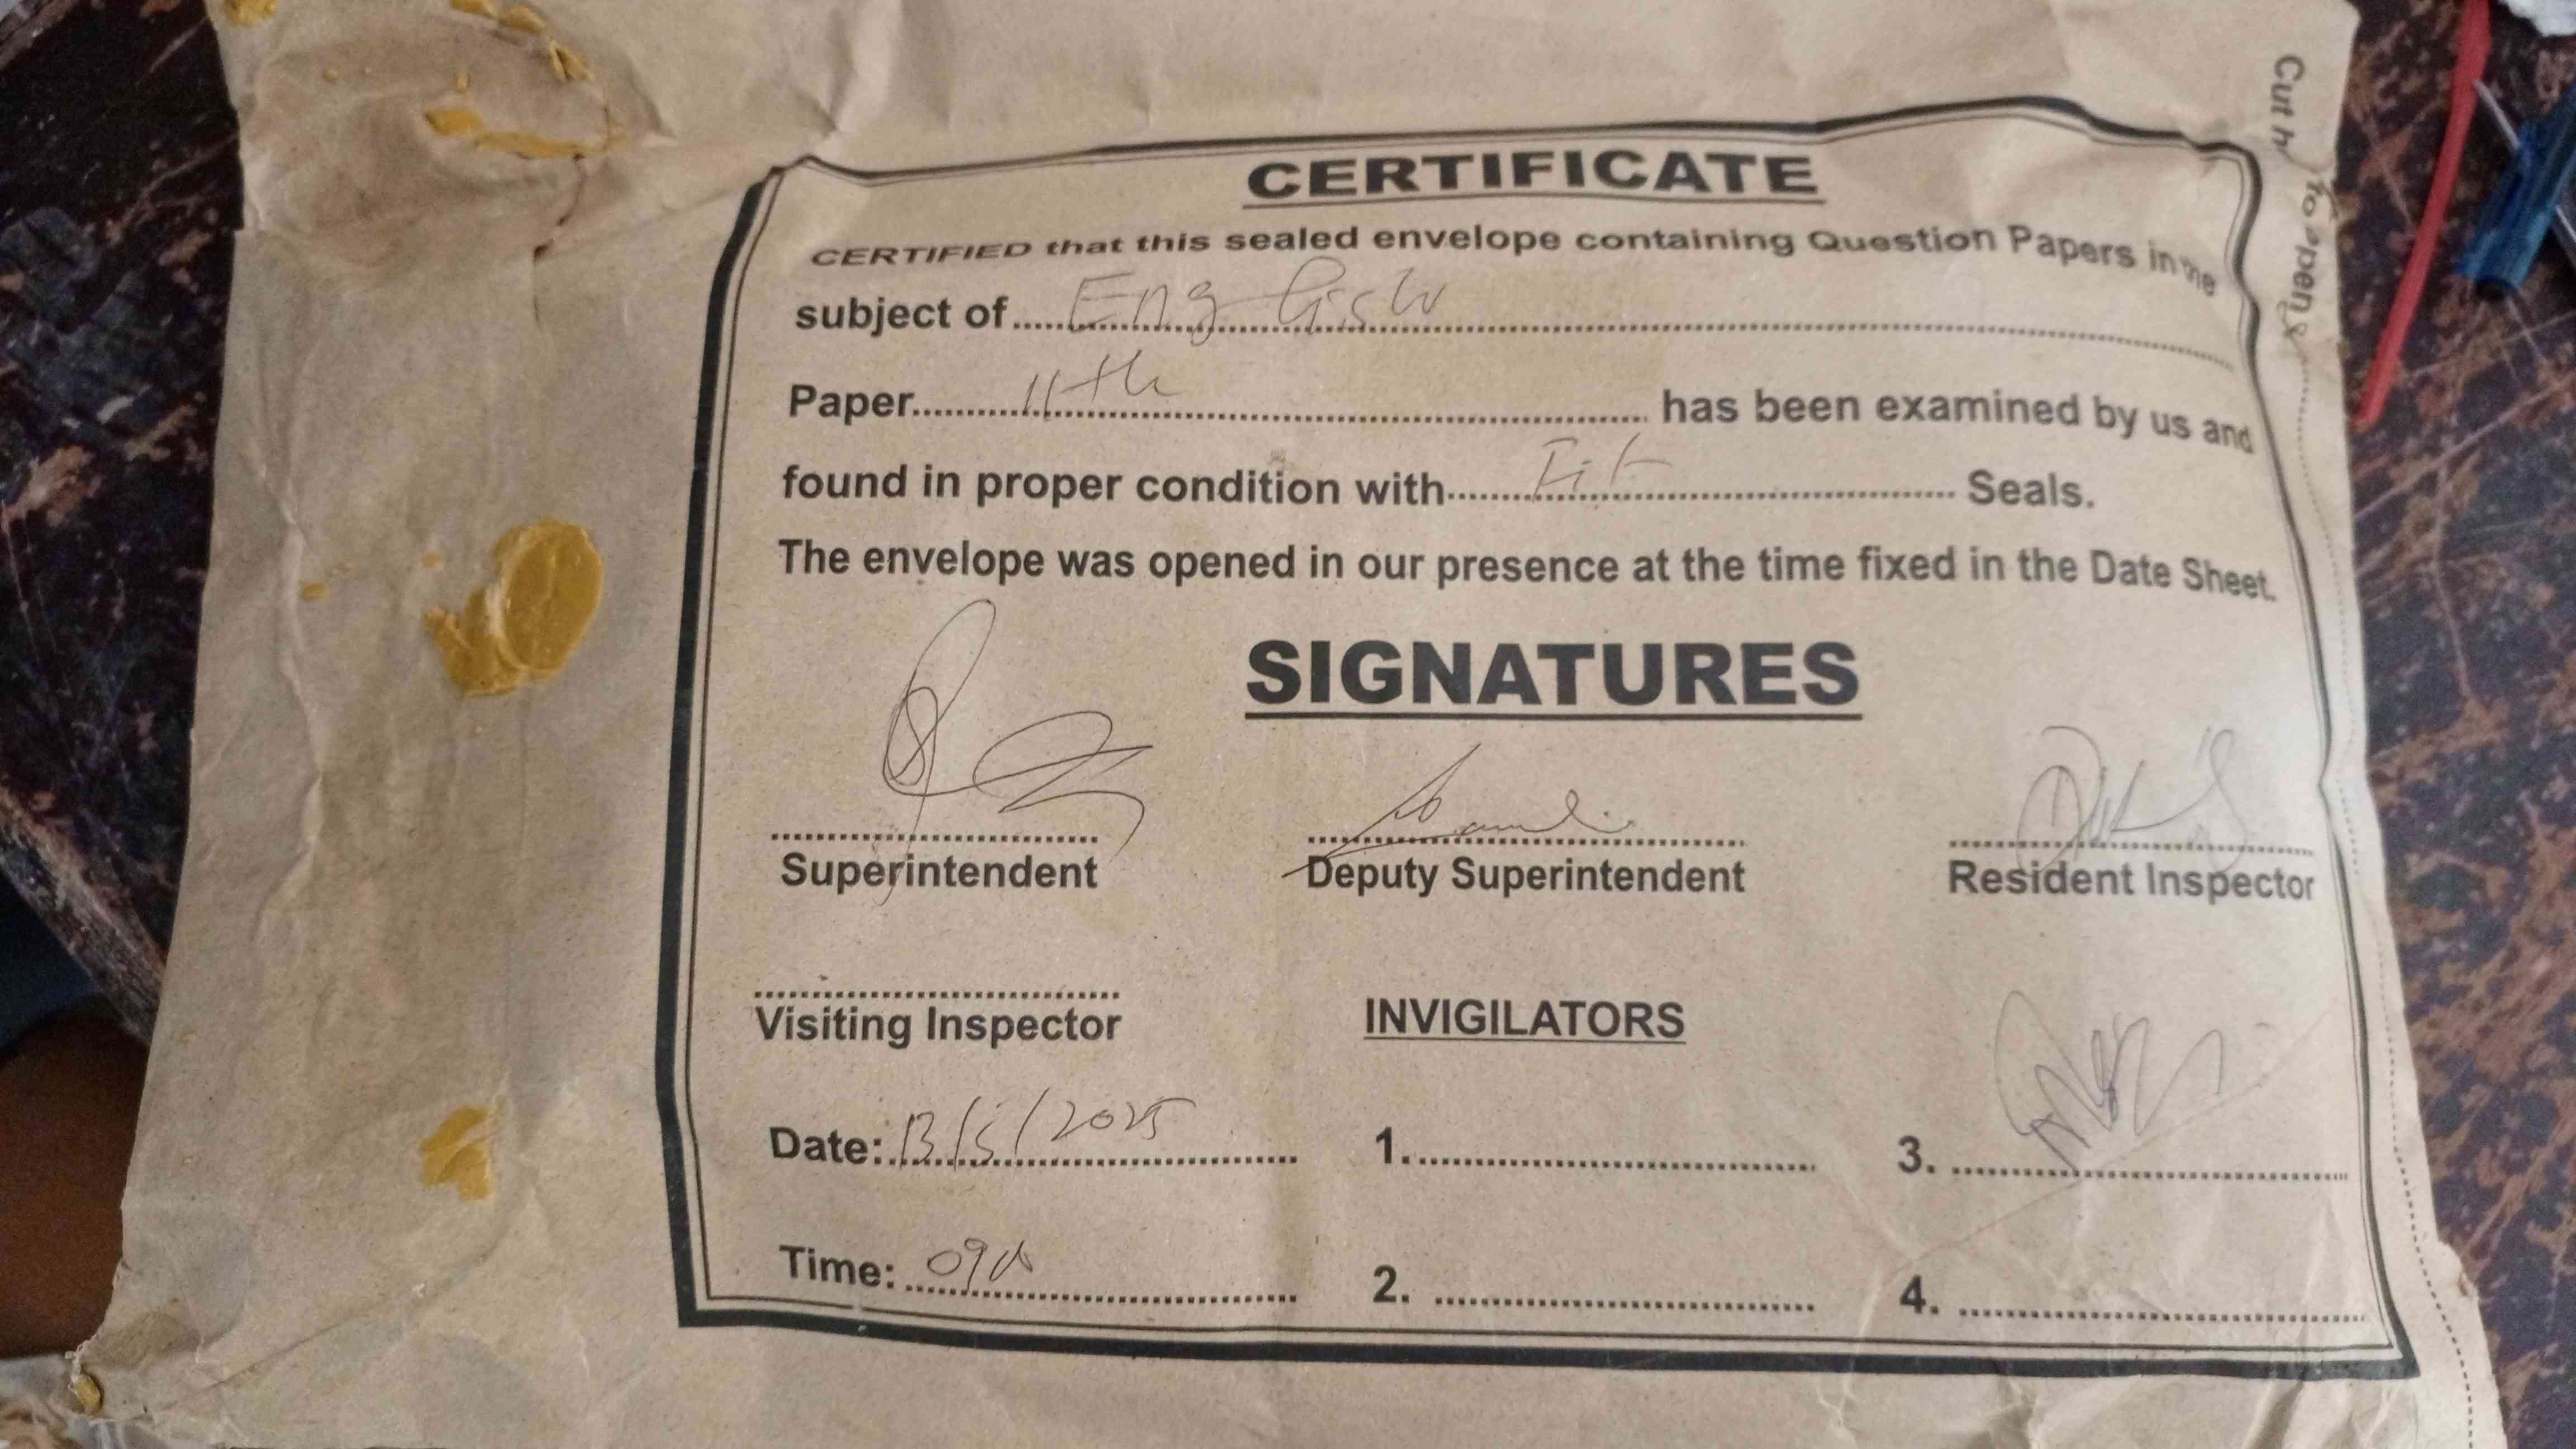 CERTIFICATE
CERTIFIED that this sealed envelope containing Question Papers in the
subject of......English......
Paper......11th...... has been examined by us and
found in proper condition with......Fit...... Seals.
The envelope was opened in our presence at the time fixed in the Date Sheet.
SIGNATURES
Superintendent
Deputy Superintendent
Resident Inspector
Visiting Inspector
INVIGILATORS
Date: 13/5/2025
1.
3.
Time:
2.
4.
to open